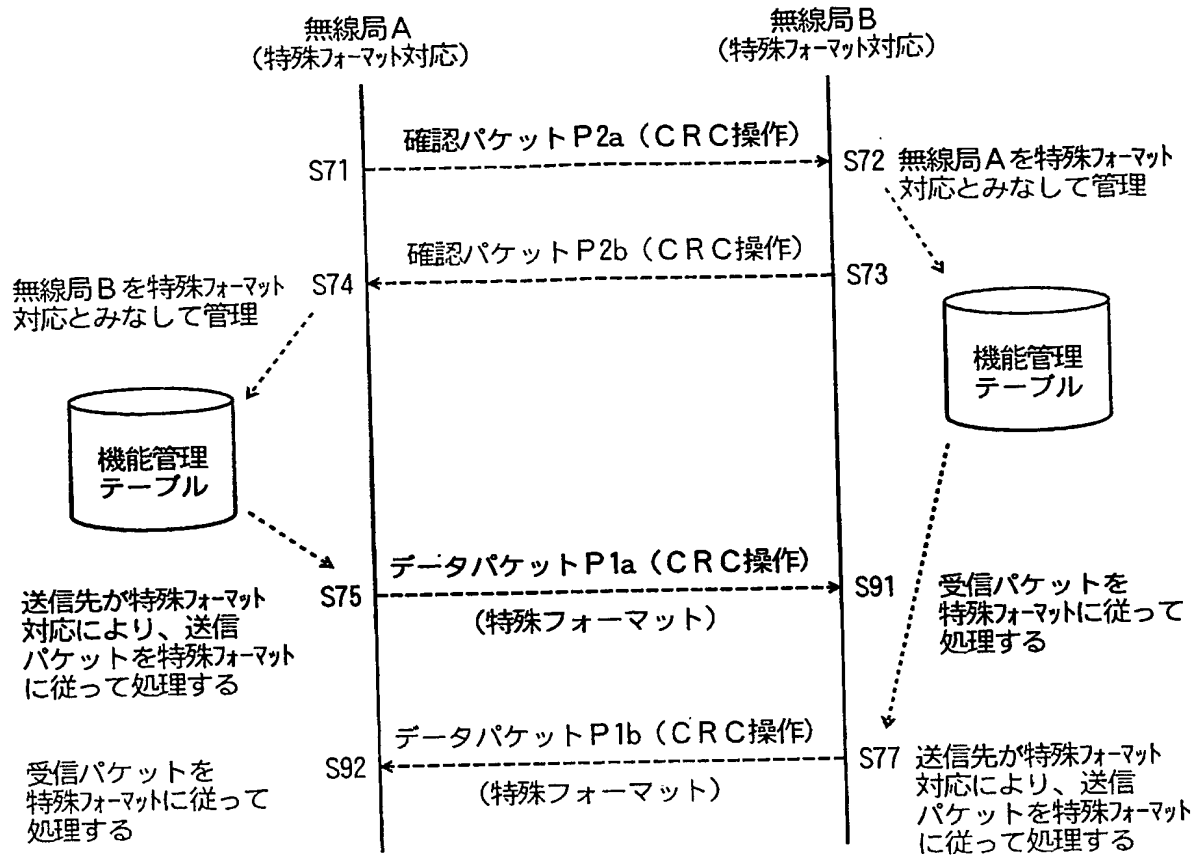 無線局A
(特殊フォーマット対応)
無線局B
(特殊フォーマット対応)
確認パケットP2a(CRC操作)
S71
S72 無線局Aを特殊フォーマット
対応とみなして管理
確認パケットP2b(CRC操作)
S74
S73
無線局Bを特殊フォーマット
対応とみなして管理
機能管理
テーブル
機能管理
テーブル
データパケットP1a(CRC操作)
S75
S91
(特殊フォーマット)
送信先が特殊フォーマット
対応により、送信
パケットを特殊フォーマット
に従って処理する
受信パケットを
特殊フォーマットに従って
処理する
データパケットP1b(CRC操作)
S92
S77
(特殊フォーマット)
受信パケットを
特殊フォーマットに従って
処理する
送信先が特殊フォーマット
対応により、送信
パケットを特殊フォーマット
に従って処理する